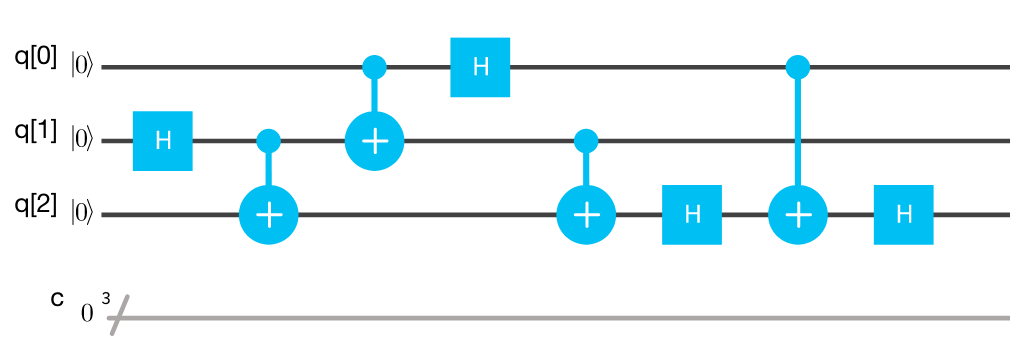 q[0] |0⟩ H
q[1] |0⟩ H
q[2] |0⟩ H H
c 0 3